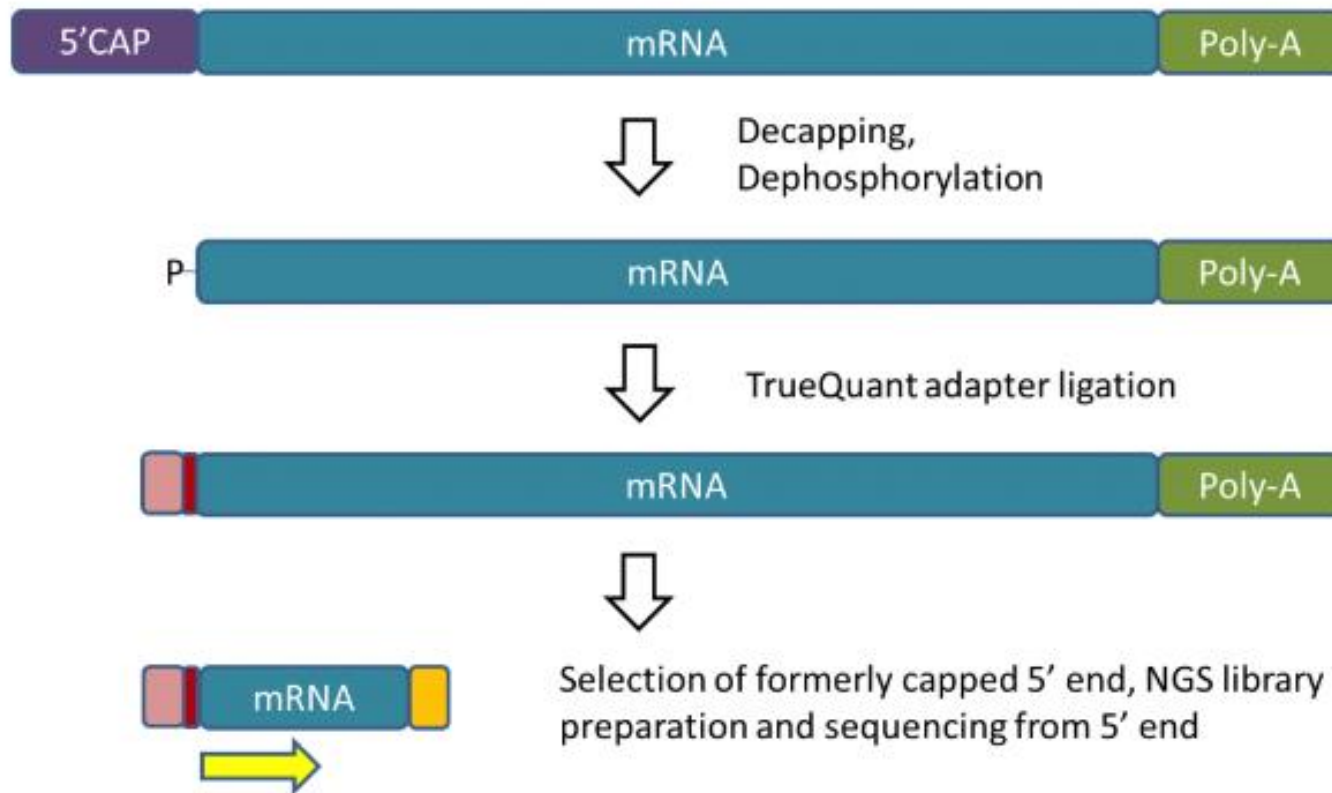 5’CAP mRNA Poly-A
Decapping,
Dephosphorylation
P mRNA Poly-A
TrueQuant adapter ligation
mRNA Poly-A
mRNA
Selection of formerly capped 5’ end, NGS library
preparation and sequencing from 5’ end